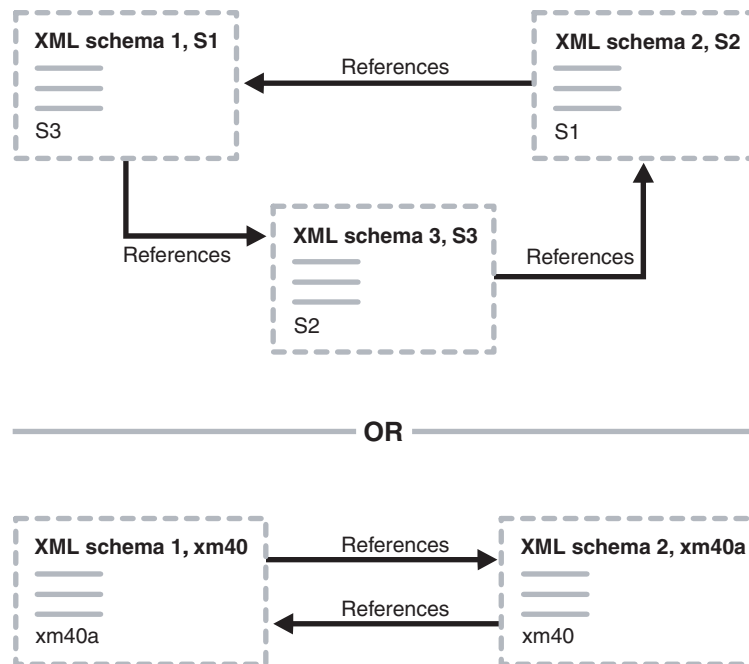 XML schema 1, S1
S3
References
XML schema 2, S2
S1
References
XML schema 3, S3
S2
References
OR
XML schema 1, xm40
xm40a
References
References
XML schema 2, xm40a
xm40